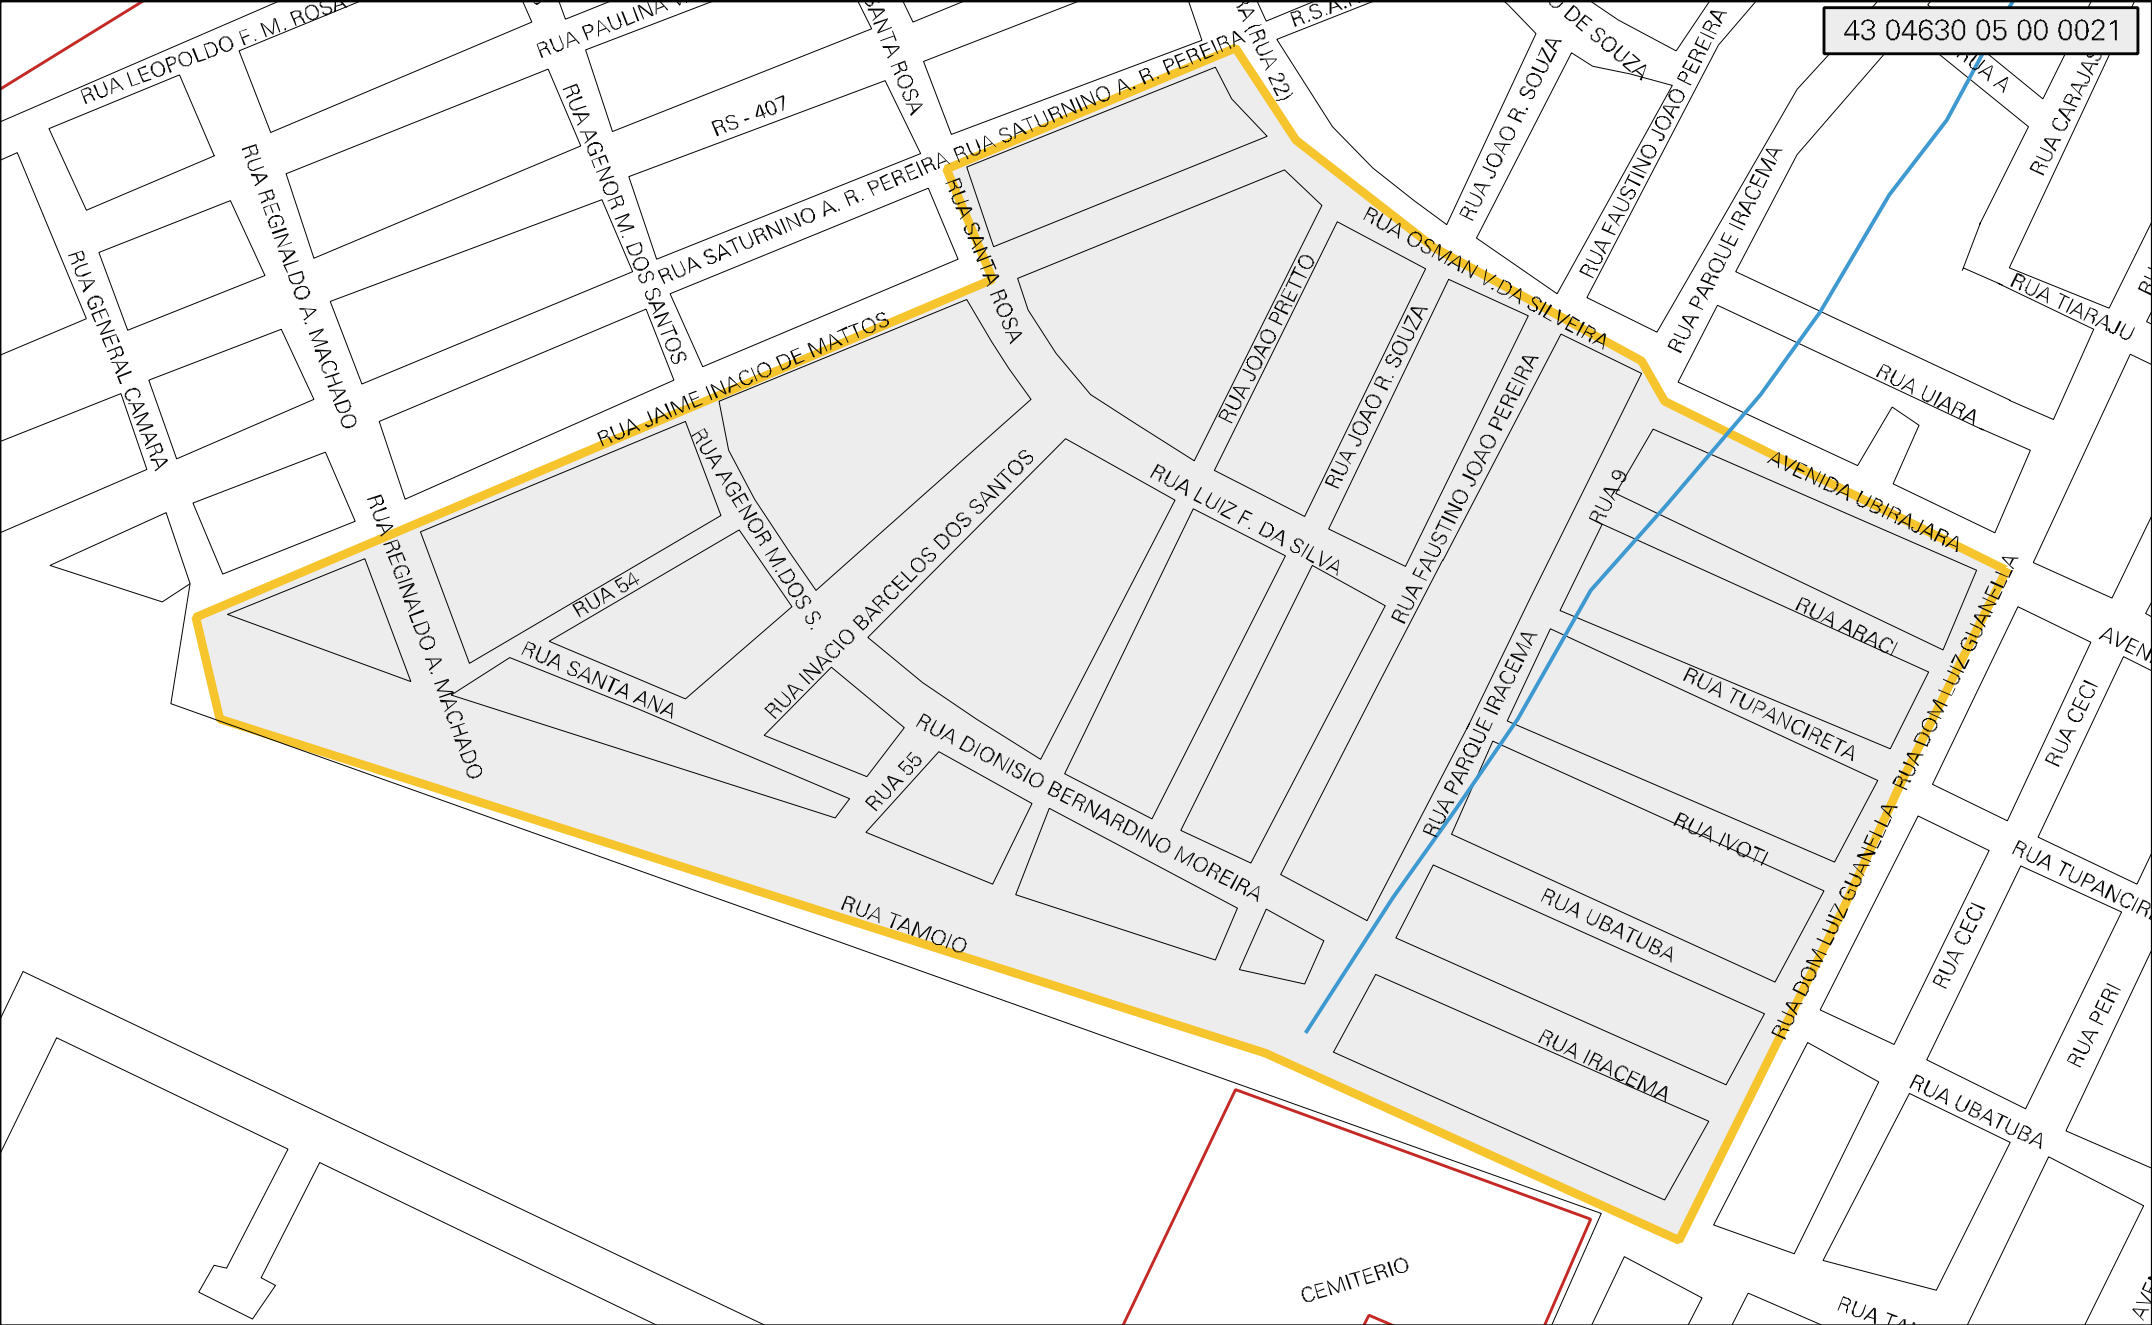 43 04630 05 00 0021
RUA LEOPOLDO F. M. ROSA
RUA PAULINA
SANTA ROSA
RA (RUA 22)
R.S.A.R
DE SOUZA
RUA JOAO R. SOUZA
RUA FAUSTINO JOAO PEREIRA
RUA A
RUA CARAJAS
RS - 407
RUA SATURNINO A. R. PEREIRA
RUA SATURNINO A. R. PEREIRA
RUA REGINALDO A. MACHADO
RUA AGENOR M. DOS SANTOS
RUA GENERAL CAMARA
RUA SANTA ROSA
RUA OSMAN V.DA SILVEIRA
RUA PARQUE IRACEMA
RUA TIARAJU
RUA UIARA
RUA JAIME INACIO DE MATTOS
RUA JOAO PRETTO
RUA JOAO R. SOUZA
RUA FAUSTINO JOAO PEREIRA
RUA AGENOR M.DOS S.
RUA INACIO BARCELOS DOS SANTOS
RUA LUIZ F. DA SILVA
RUA 9
AVENIDA UBIRAJARA
RUA REGINALDO A. MACHADO
RUA 54
RUA SANTA ANA
RUA ARACI
RUA TUPANCIRETA
RUA DOM LUIZ GUANELLA
RUA CECI
AVEN
RUA PARQUE IRACEMA
RUA DIONISIO BERNARDINO MOREIRA
RUA 55
RUA IVOTI
RUA DOM LUIZ GUANELLA
RUA TUPANCIR
RUA TAMOIO
RUA UBATUBA
RUA CECI
RUA PERI
RUA IRACEMA
RUA UBATUBA
CEMITERIO
RUA TA
AVE